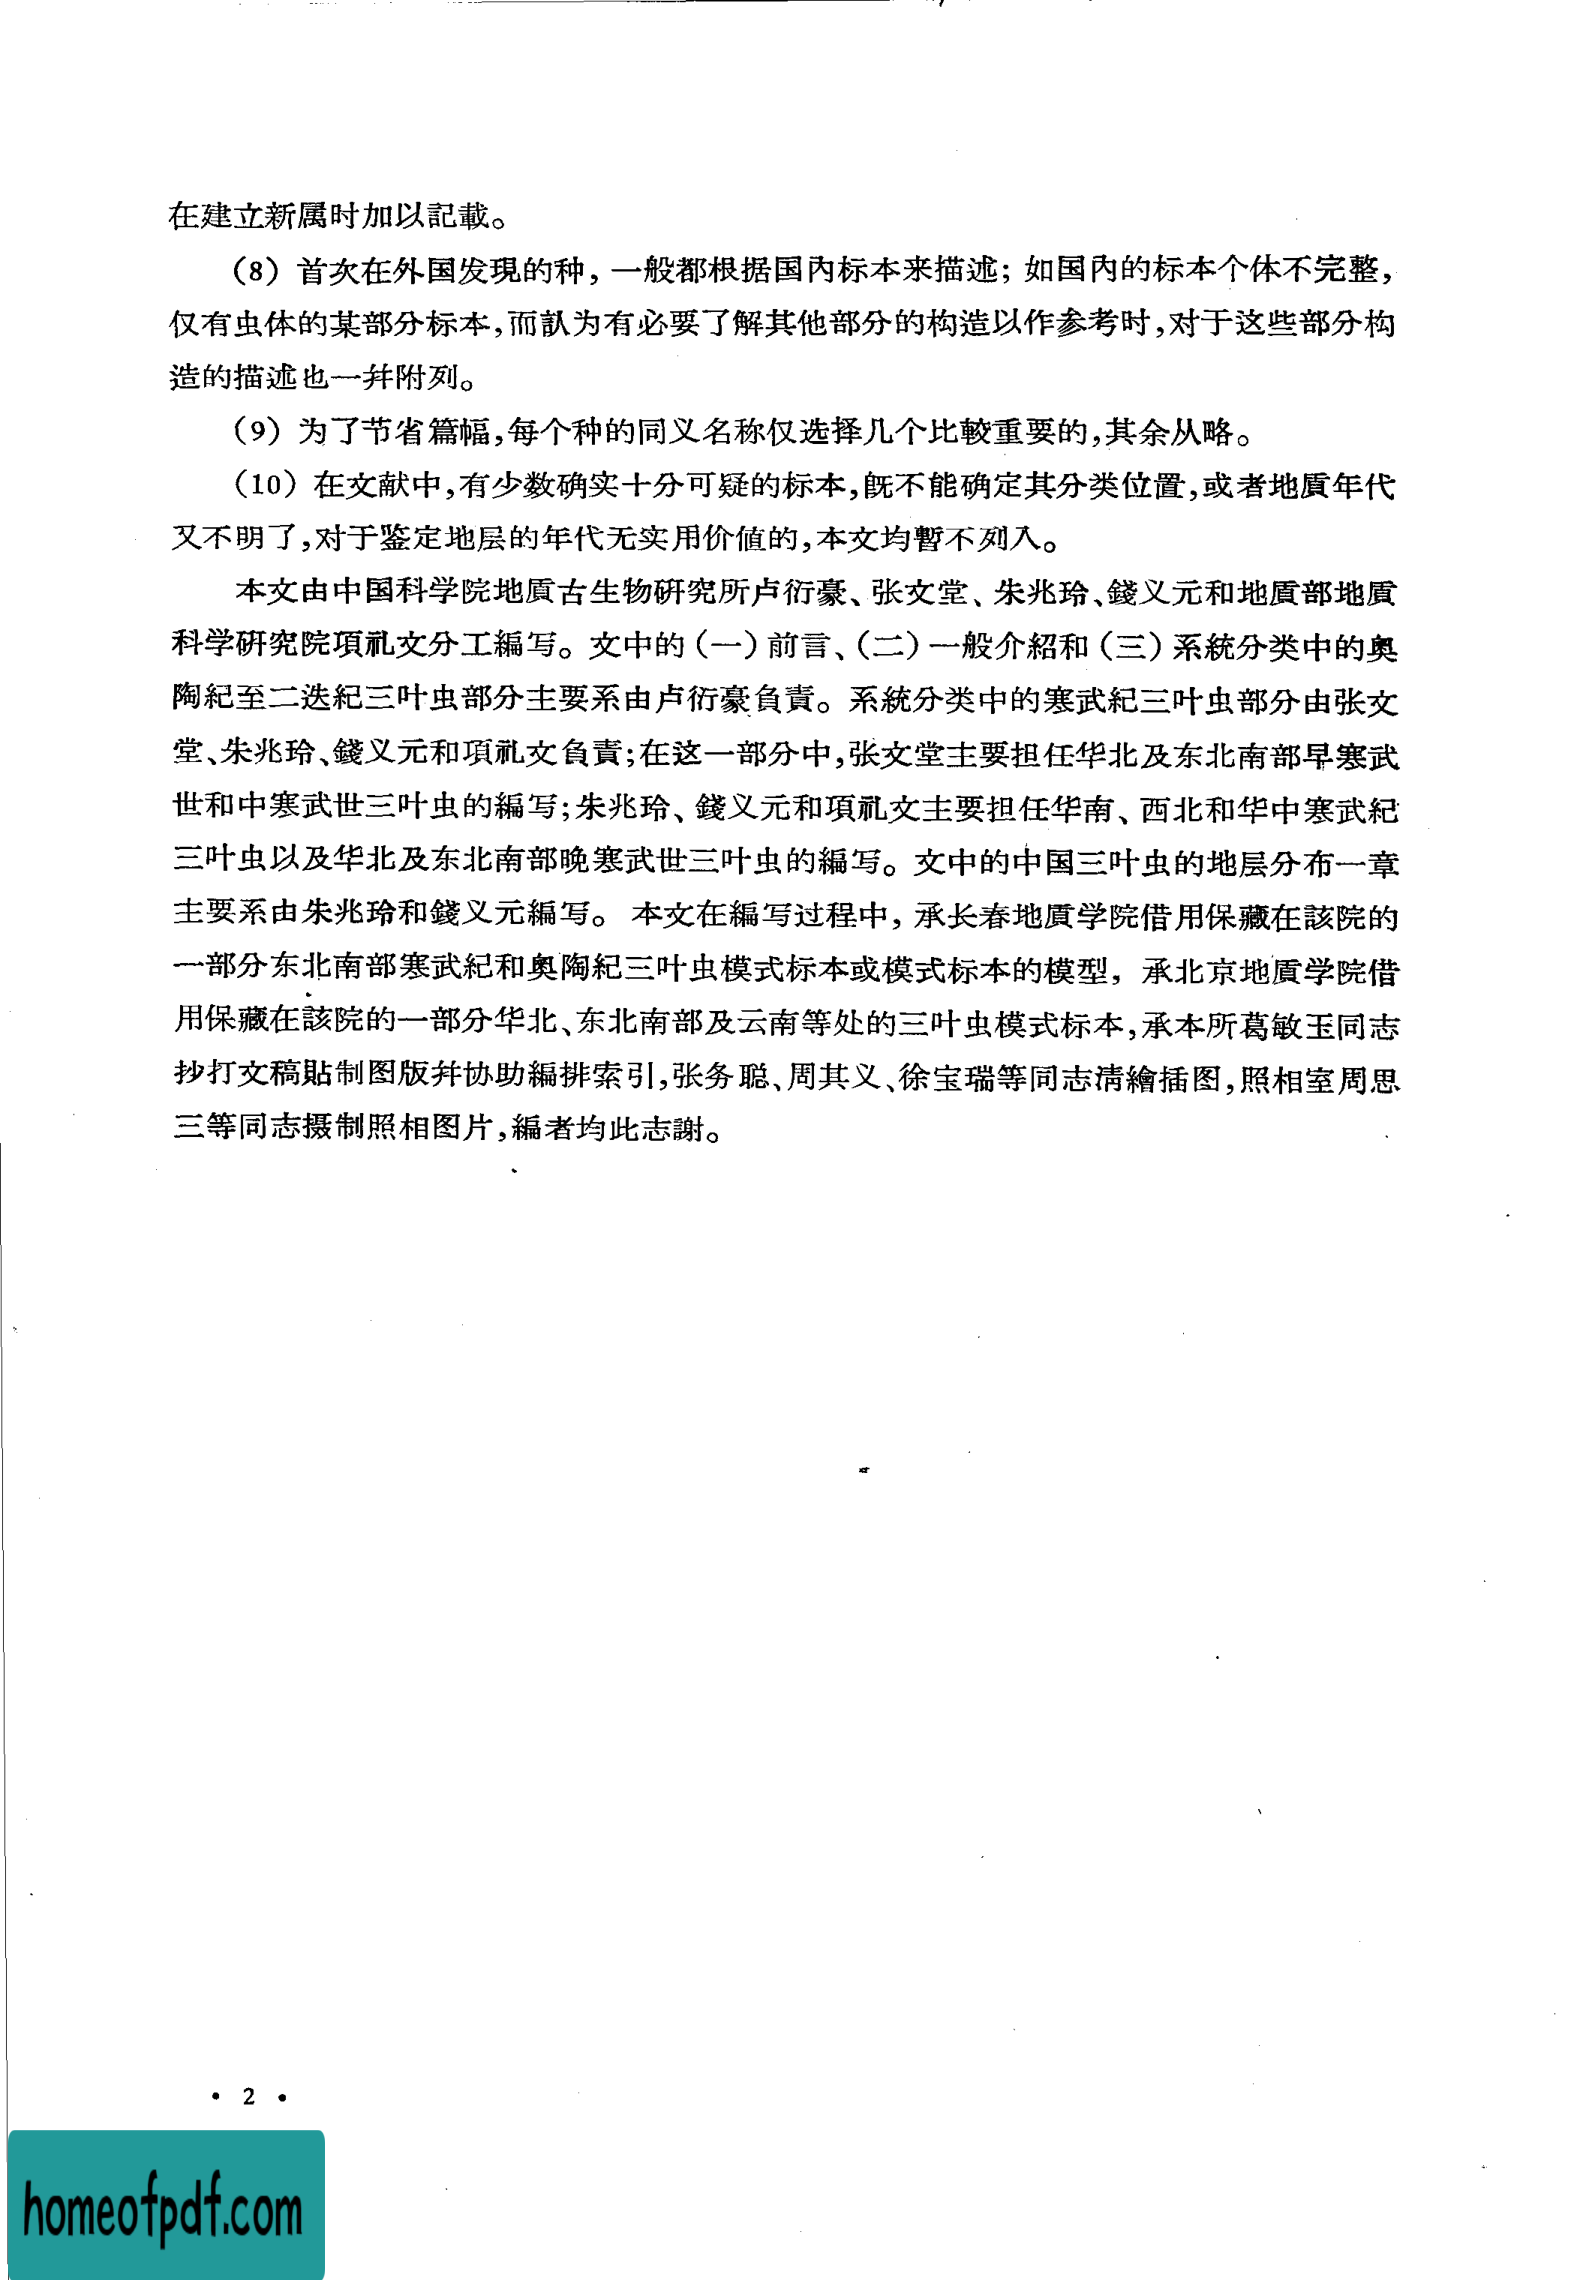 在建立新属时加以記載。
（8）首次在外国发現的种，一般都根据国內标本来描述；如国內的标本个体不完整，
仅有虫体的某部分标本，而訳为有必要了解其他部分的构造以作参考时，对于这些部分构
造的描述也一幷附列。
（9）为了节省篇幅，每个种的同义名称仅选择几个比較重要的，其余从略。
（10）在文献中，有少数确实十分可疑的标本，既不能确定其分类位置，或者地质年代
又不明了，对于鉴定地层的年代无实用价值的，本文均暫不列入。
本文由中国科学院地质古生物研究所卢衍豪、张文堂、朱兆玲、錢义元和地质部地质
科学研究院項礼文分工編写。文中的（一）前言、（二）一般介紹和（三）系統分类中的奥
陶紀至二迭紀三叶虫部分主要系由卢衍豪負責。系統分类中的寒武紀三叶虫部分由张文
堂、朱兆玲、錢义元和項礼文負責；在这一部分中，张文堂主要担任华北及东北南部早寒武
世和中寒武世三叶虫的編写；朱兆玲、錢义元和項礼文主要担任华南、西北和华中寒武紀
三叶虫以及华北及东北南部晚寒武世三叶虫的編写。文中的中国三叶虫的地层分布一章
主要系由朱兆玲和錢义元編写。本文在編写过程中，承长春地质学院借用保藏在該院的
一部分东北南部寒武紀和奥陶紀三叶虫模式标本或模式标本的模型，承北京地质学院借
用保藏在該院的一部分华北、东北南部及云南等处的三叶虫模式标本，承本所葛敏玉同志
抄打文稿貼制图版幷协助編排索引，张务聪、周其义、徐宝瑞等同志清繪插图，照相室周思
三等同志摄制照相图片，編者均此志謝。
• 2 •
homeofpdf.com